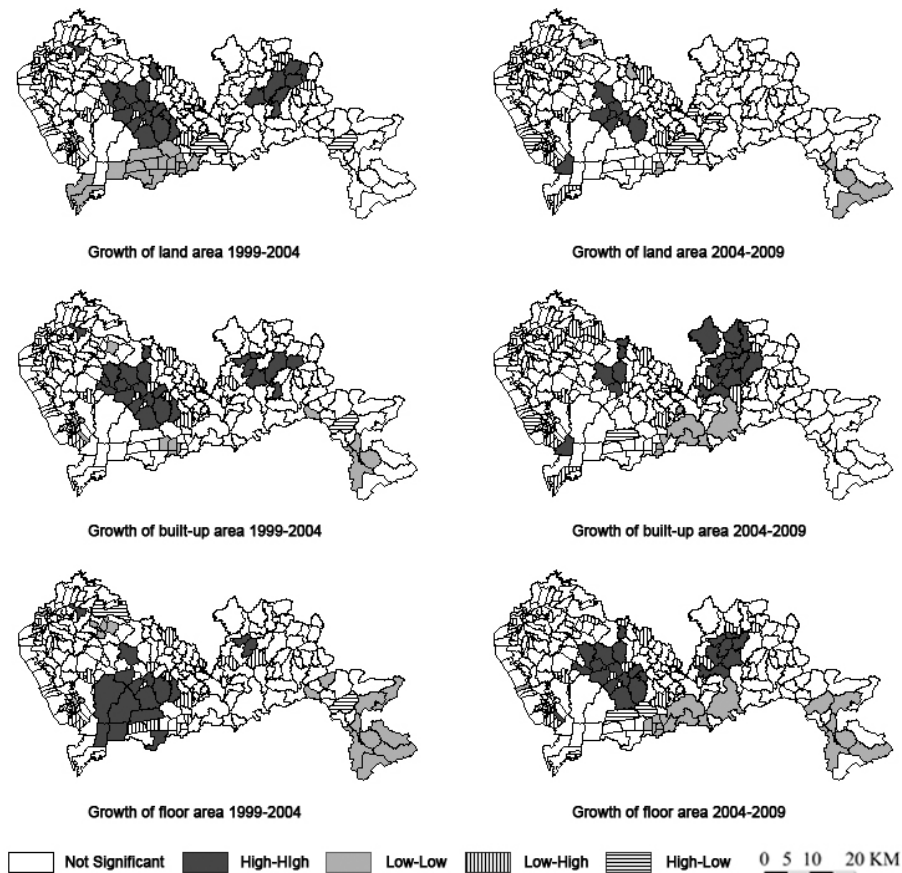 Growth of land area 1999-2004 Growth of land area 2004-2009
Growth of built-up area 1999-2004 Growth of built-up area 2004-2009
Growth of floor area 1999-2004 Growth of floor area 2004-2009
Not Significant High-HIgh Low-Low Low-High High-Low 0 5 10 20 KM